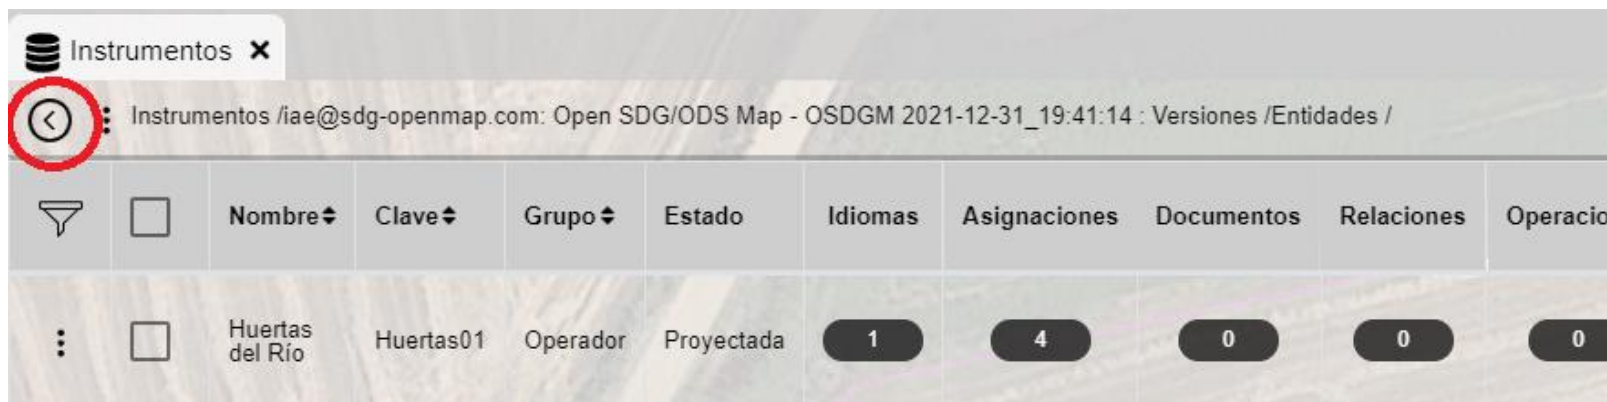 Instrumentos
Instrumentos /iae@sdg-openmap.com: Open SDG/ODS Map - OSDGM 2021-12-31_19:41:14 : Versiones /Entidades /
Nombre Clave Grupo Estado Idiomas Asignaciones Documentos Relaciones Operacio
Huertas del Río Huertas01 Operador Proyectada 1 4 0 0 0